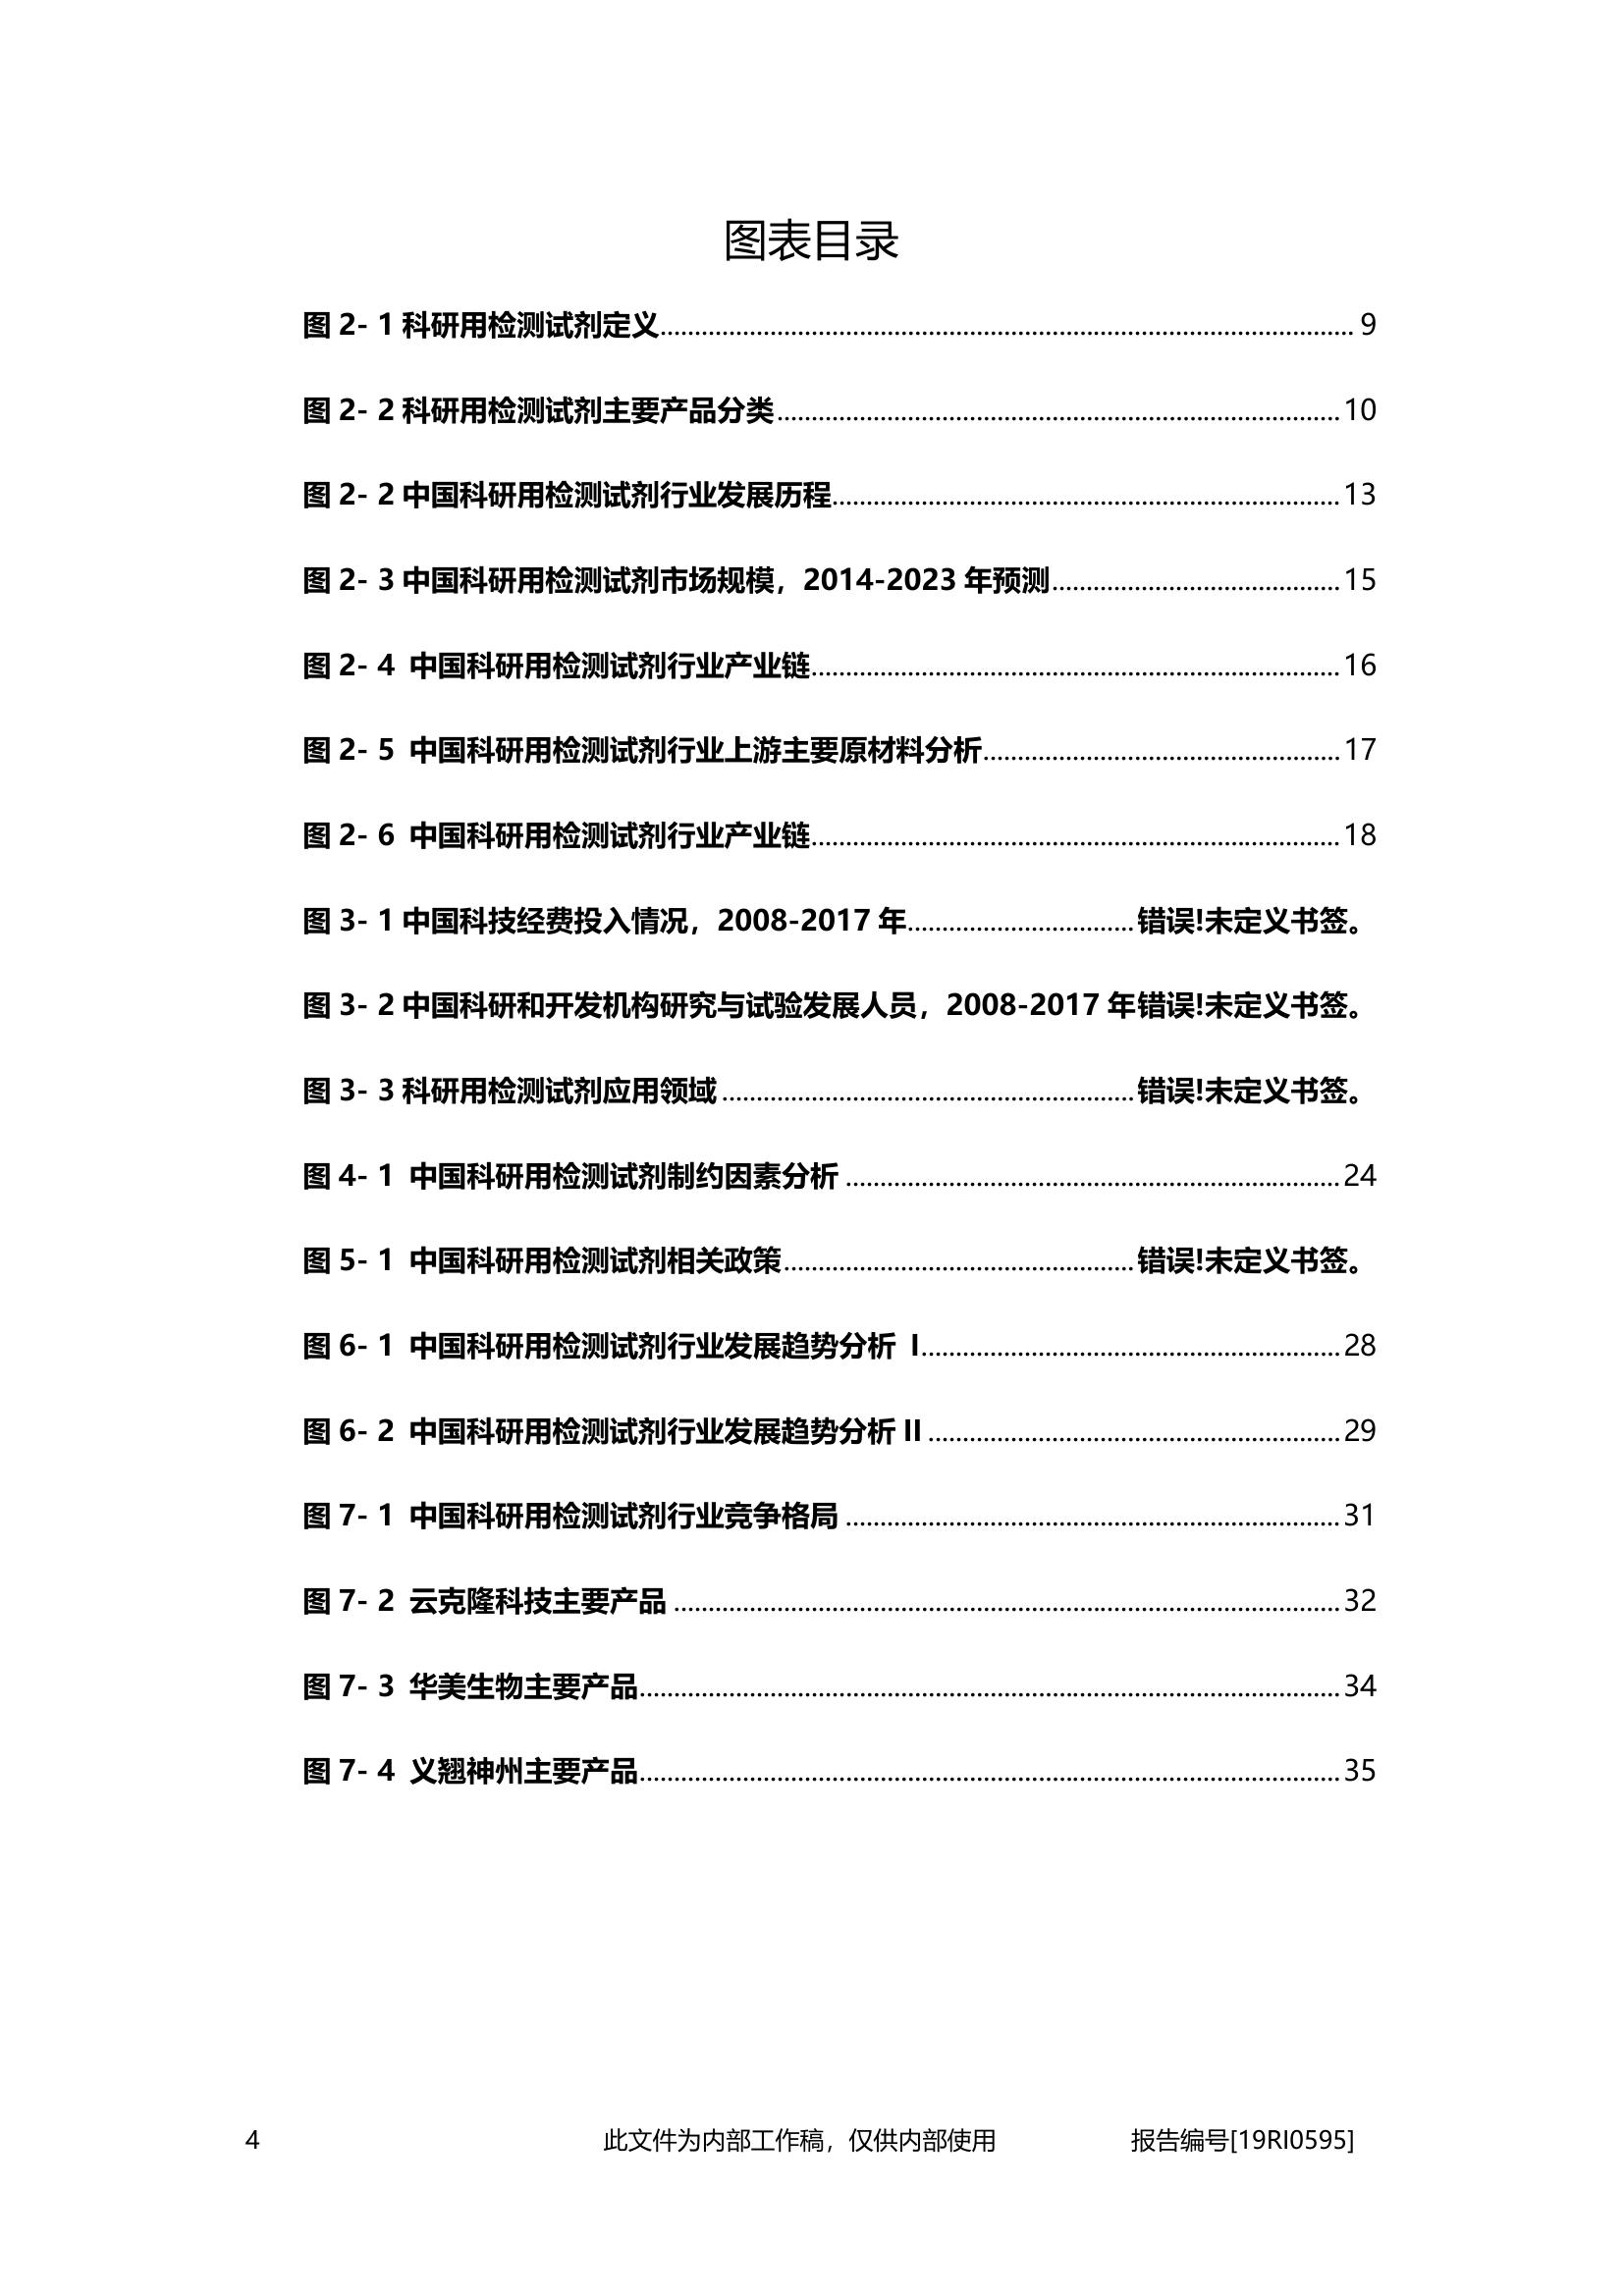 图表目录
图 2- 1 科研用检测试剂定义........................................ 9
图 2- 2 科研用检测试剂主要产品分类........................................10
图 2- 2 中国科研用检测试剂行业发展历程........................................13
图 2- 3 中国科研用检测试剂市场规模，2014-2023 年预测........................................15
图 2- 4 中国科研用检测试剂行业产业链........................................16
图 2- 5 中国科研用检测试剂行业上游主要原材料分析........................................17
图 2- 6 中国科研用检测试剂行业产业链........................................18
图 3- 1 中国科技经费投入情况，2008-2017 年........................................错误!未定义书签。
图 3- 2 中国科研和开发机构研究与试验发展人员，2008-2017 年错误!未定义书签。
图 3- 3 科研用检测试剂应用领域........................................错误!未定义书签。
图 4- 1 中国科研用检测试剂制约因素分析........................................24
图 5- 1 中国科研用检测试剂相关政策........................................错误!未定义书签。
图 6- 1 中国科研用检测试剂行业发展趋势分析 I........................................28
图 6- 2 中国科研用检测试剂行业发展趋势分析 II........................................29
图 7- 1 中国科研用检测试剂行业竞争格局........................................31
图 7- 2 云克隆科技主要产品........................................32
图 7- 3 华美生物主要产品........................................34
图 7- 4 义翘神州主要产品........................................35
4 此文件为内部工作稿，仅供内部使用 报告编号[19RI0595]